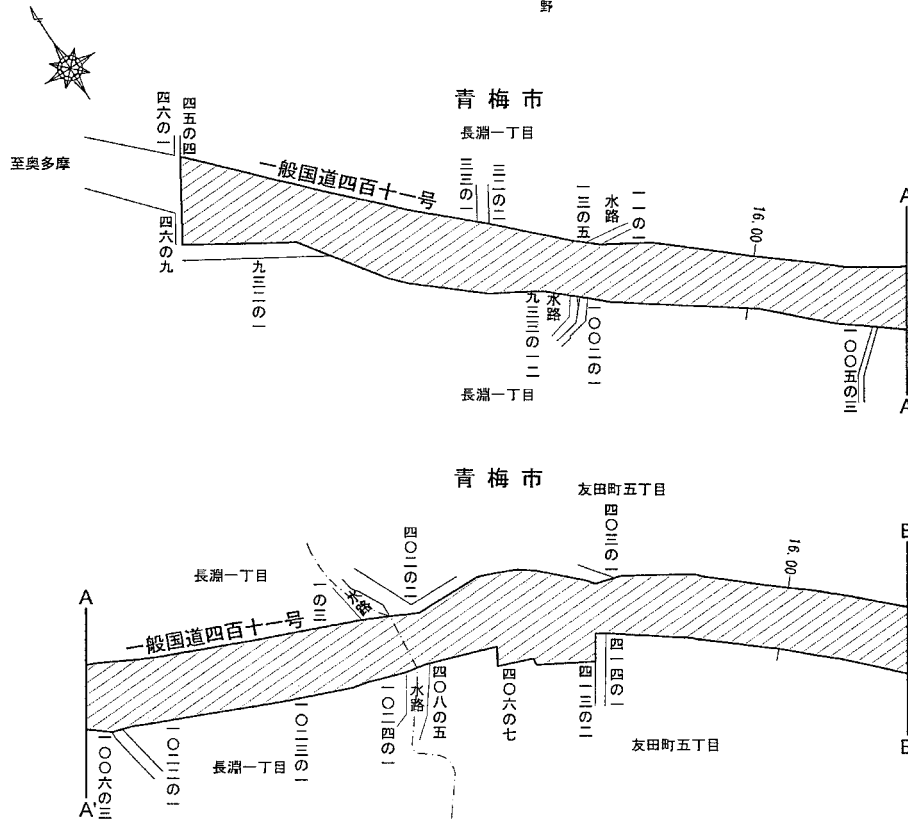 野
青梅市
長淵一丁目
至奥多摩
四六の一
四五の四
一般国道四百十一号
三三の一
三二の二
一三の五
水路
一一の一
16.00
A
四六の九
九三二の一
九三三の一二
水路
一〇〇二の一
一〇〇五の三
長淵一丁目
青梅市
友田町五丁目
長淵一丁目
A
一の三
水路
四〇二の二
四〇三の一
16.00
一般国道四百十一号
A'
一〇〇六の三
一〇二二の一
長淵一丁目
一〇二三の一
一〇二四の一
水路
四〇八の五
四〇六の七
四一三の二
四一四の一
友田町五丁目